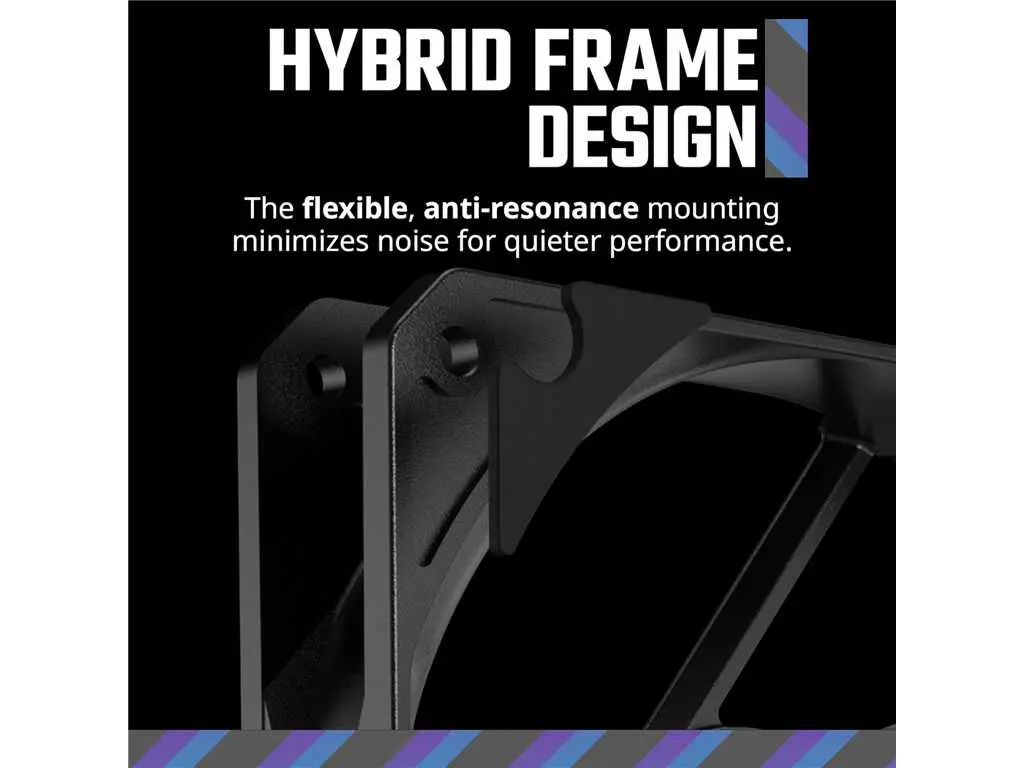 HYBRID FRAME
DESIGN
The flexible, anti-resonance mounting
minimizes noise for quieter performance.